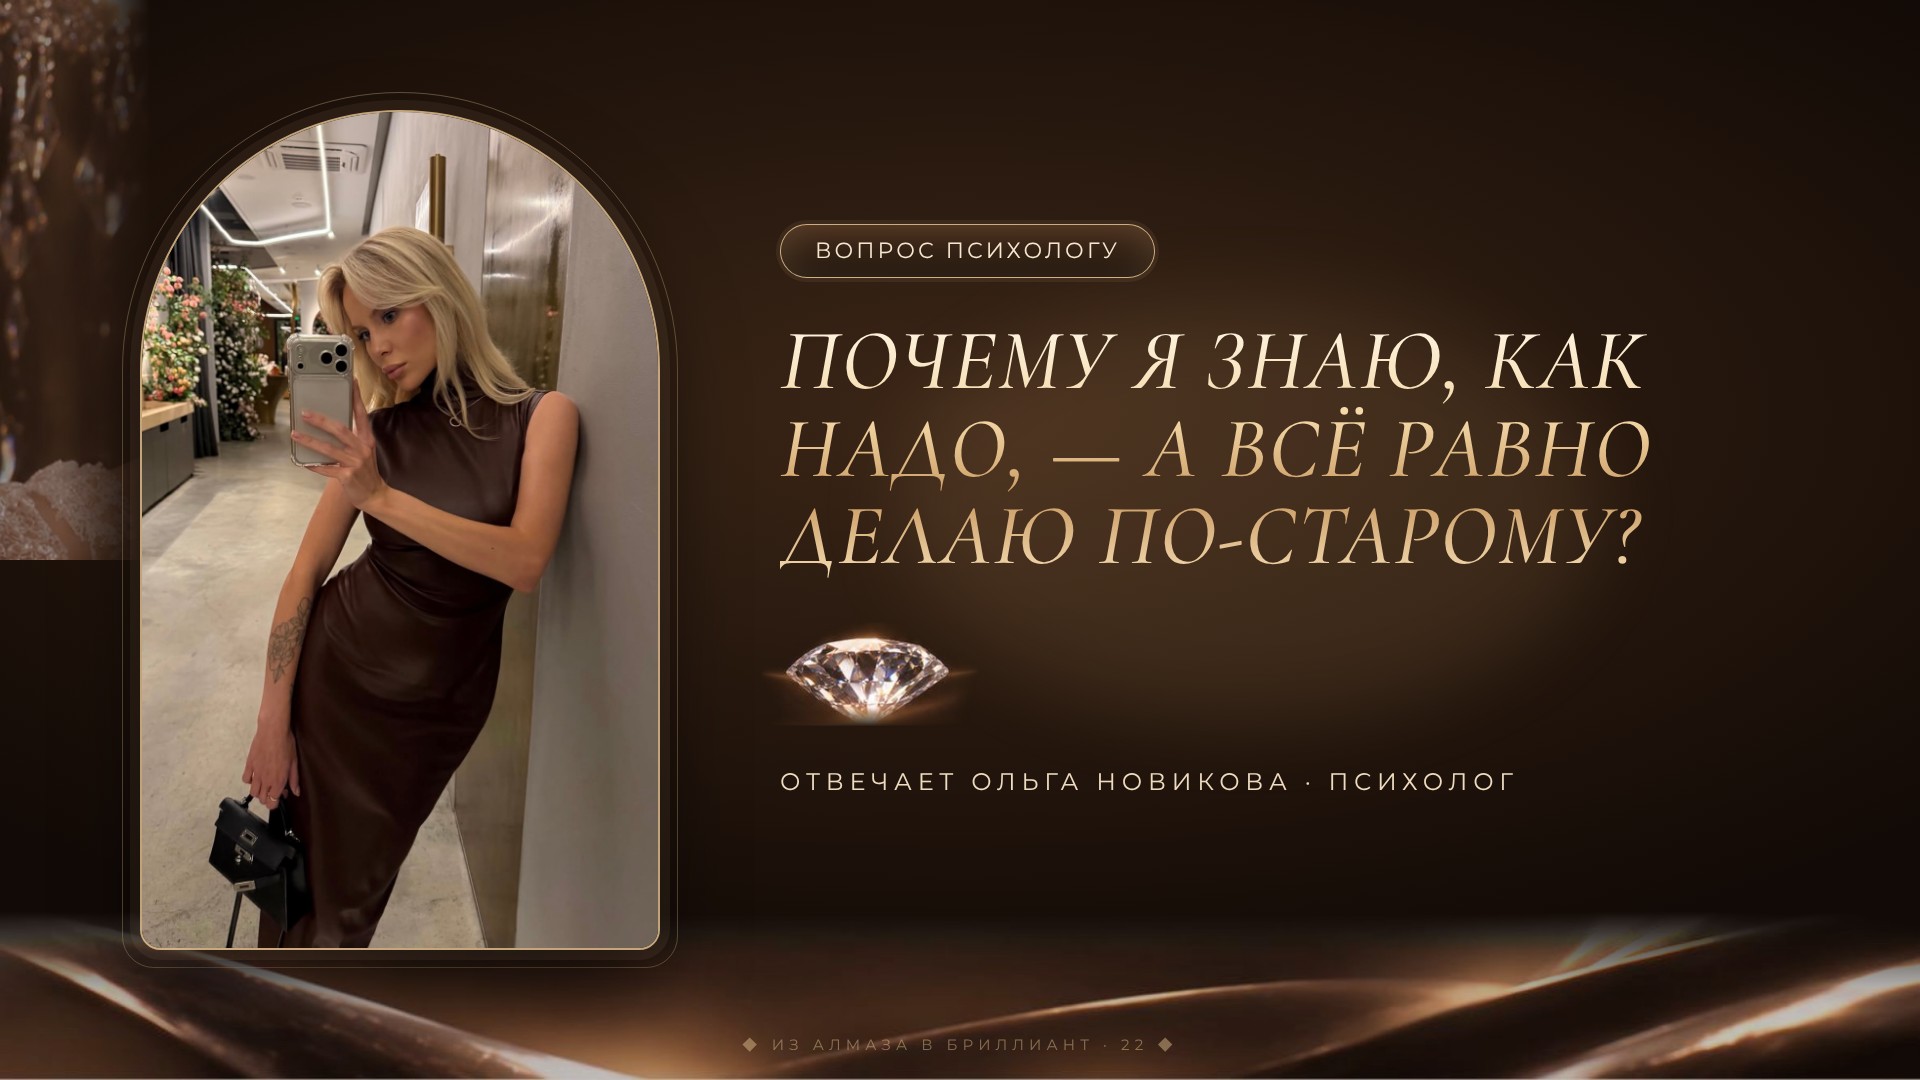 ВОПРОС ПСИХОЛОГУ
ПОЧЕМУ Я ЗНАЮ, КАК
НАДО, — А ВСЁ РАВНО
ДЕЛАЮ ПО-СТАРОМУ?
ОТВЕЧАЕТ ОЛЬГА НОВИКОВА · ПСИХОЛОГ
◆ ИЗ АЛМАЗА В БРИЛЛИАНТ · 22 ◆